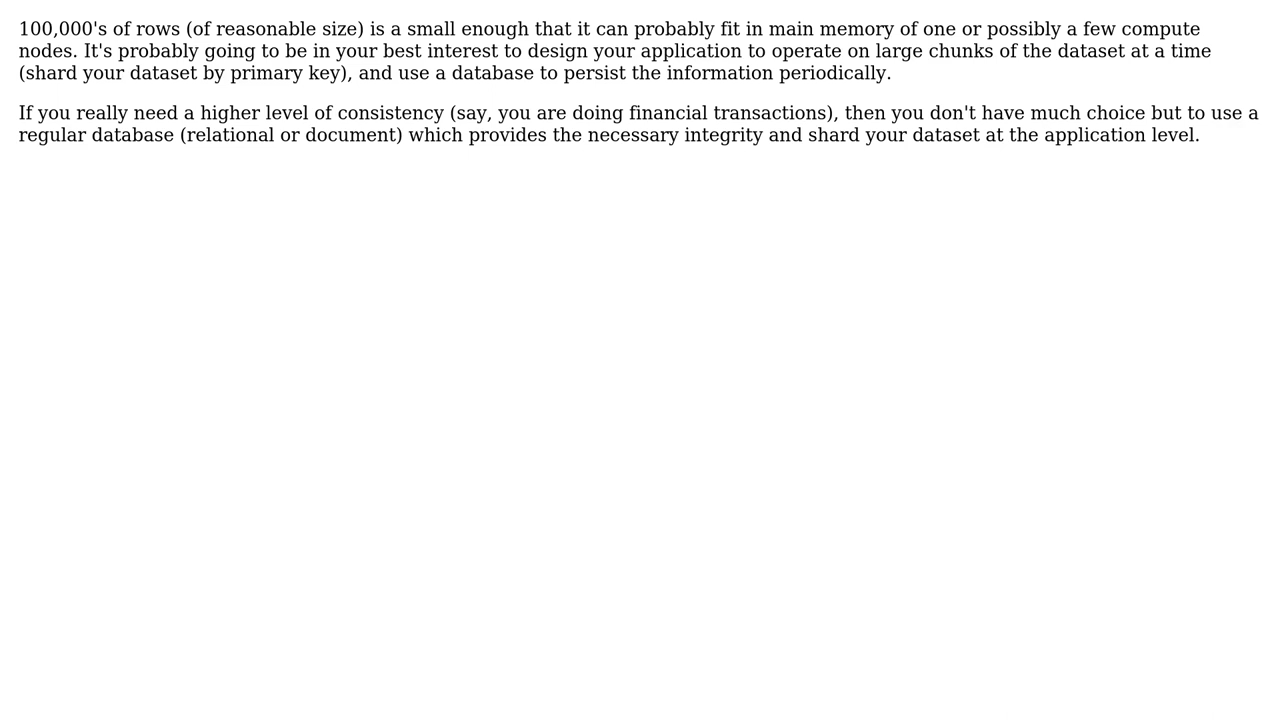 100,000's of rows (of reasonable size) is a small enough that it can probably fit in main memory of one or possibly a few compute
nodes. It's probably going to be in your best interest to design your application to operate on large chunks of the dataset at a time
(shard your dataset by primary key), and use a database to persist the information periodically.
If you really need a higher level of consistency (say, you are doing financial transactions), then you don't have much choice but to use a
regular database (relational or document) which provides the necessary integrity and shard your dataset at the application level.